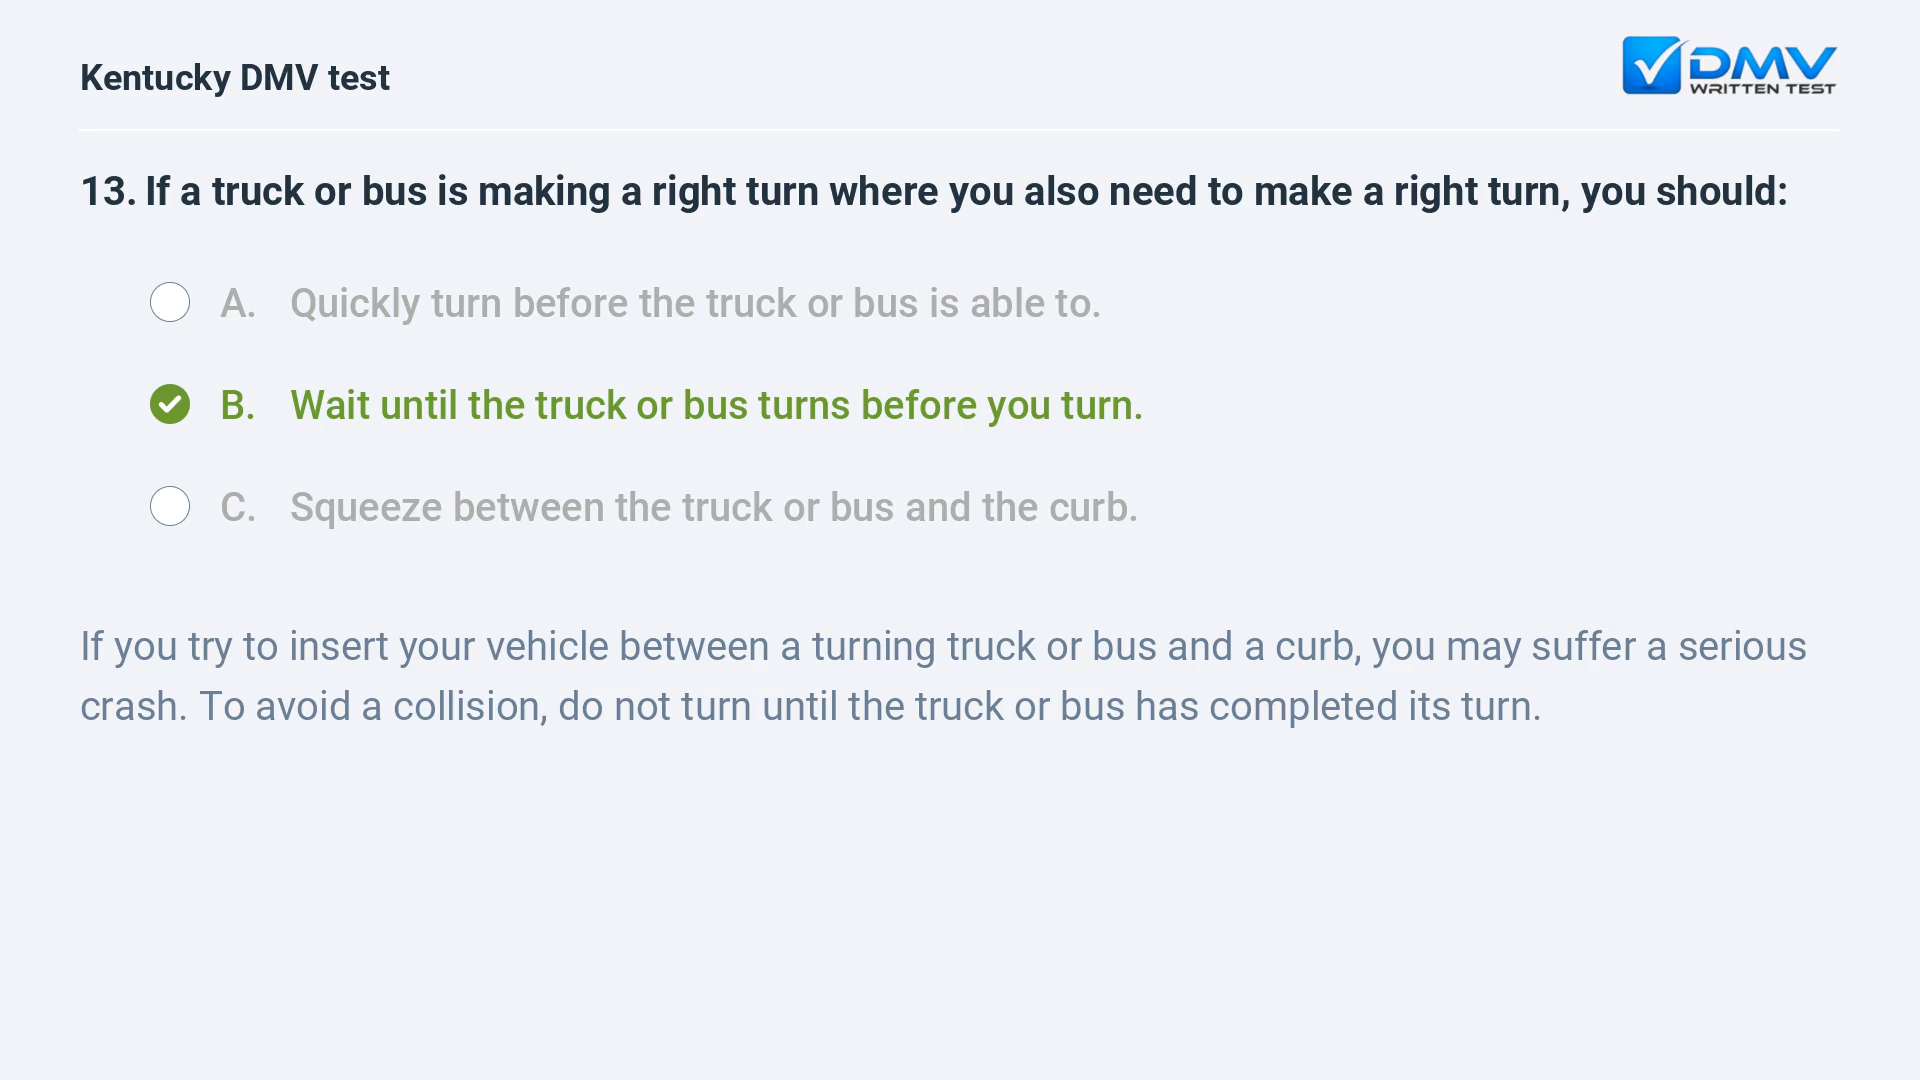 Kentucky DMV test
DMV
WRITTEN TEST
13. If a truck or bus is making a right turn where you also need to make a right turn, you should:
A. Quickly turn before the truck or bus is able to.
B. Wait until the truck or bus turns before you turn.
C. Squeeze between the truck or bus and the curb.
If you try to insert your vehicle between a turning truck or bus and a curb, you may suffer a serious
crash. To avoid a collision, do not turn until the truck or bus has completed its turn.